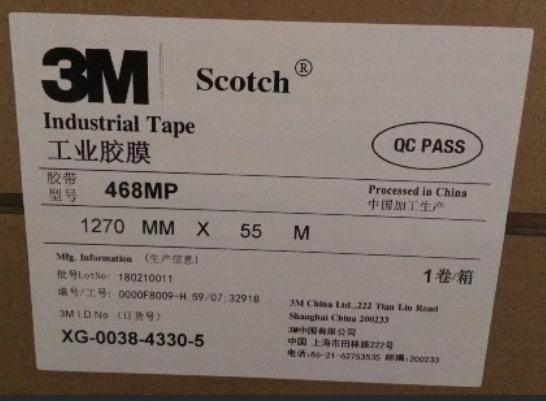 3M Scotch®
Industrial Tape
工业胶膜
QC PASS
胶带
型号 468MP
Processed in China
中国加工生产
1270 MM X 55 M
Mfg. Information （生产信息）
批号LotNo: 180210011
1卷/箱
编号/工号: 0000F8009-H 59/07:32918
3M I.D.No （订货号）
XG-0038-4330-5
3M China Ltd.,222 Tian Lin Road
Shanghai China 200233
3M中国有限公司
中国 上海市田林路222号
电话:86-21-62753535 邮编:200233